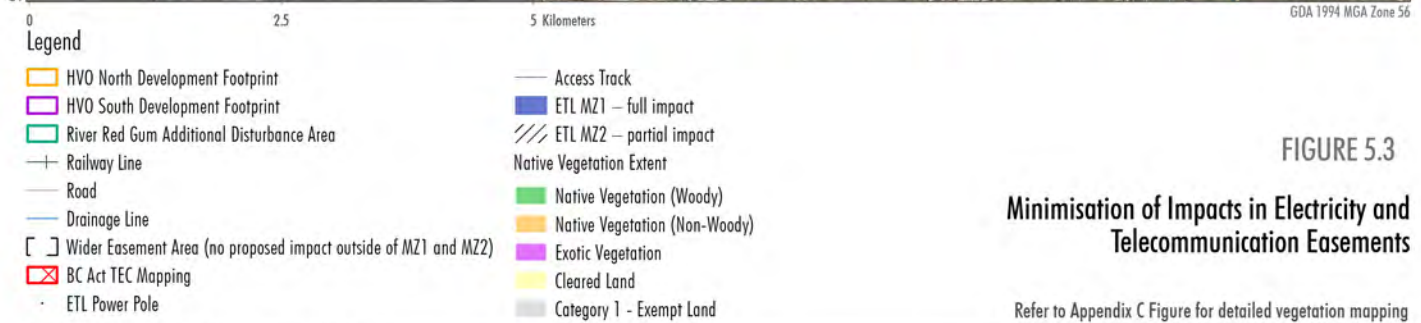 0 2.5 5 Kilometers
GDA 1994 MGA Zone 56
Legend
HVO North Development Footprint
HVO South Development Footprint
River Red Gum Additional Disturbance Area
Railway Line
Road
Drainage Line
Wider Easement Area (no proposed impact outside of MZ1 and MZ2)
BC Act TEC Mapping
ETL Power Pole
Access Track
ETL MZ1 – full impact
ETL MZ2 – partial impact
Native Vegetation Extent
Native Vegetation (Woody)
Native Vegetation (Non-Woody)
Exotic Vegetation
Cleared Land
Category 1 - Exempt Land
FIGURE 5.3
Minimisation of Impacts in Electricity and
Telecommunication Easements
Refer to Appendix C Figure for detailed vegetation mapping